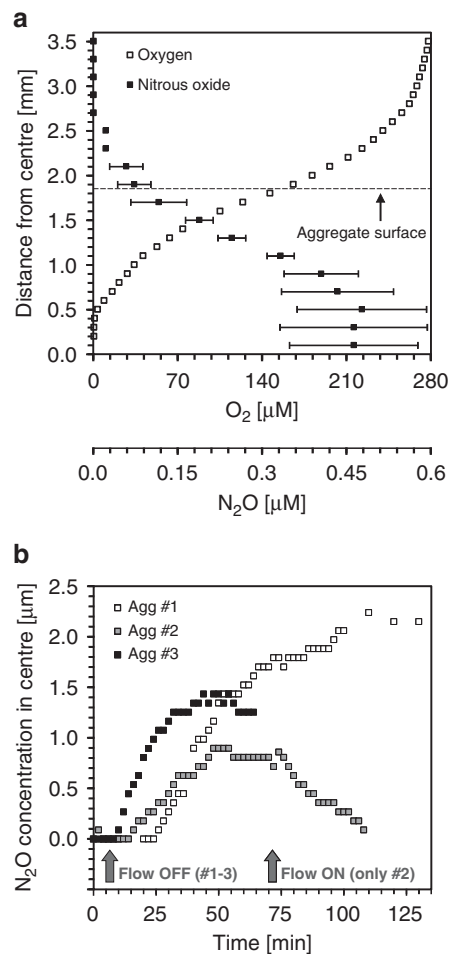 a
3.5
3.0
2.5
2.0
1.5
1.0
0.5
0.0
Distance from centre [mm]
Oxygen
Nitrous oxide
Aggregate surface
0 70 140 210 280
O₂ [µM]
0.0 0.15 0.3 0.45 0.6
N₂O [µM]
b
2.5
2.0
1.5
1.0
0.5
0.0
N₂O concentration in centre [µm]
Agg #1
Agg #2
Agg #3
Flow OFF (#1-3) Flow ON (only #2)
0 25 50 75 100 125
Time [min]